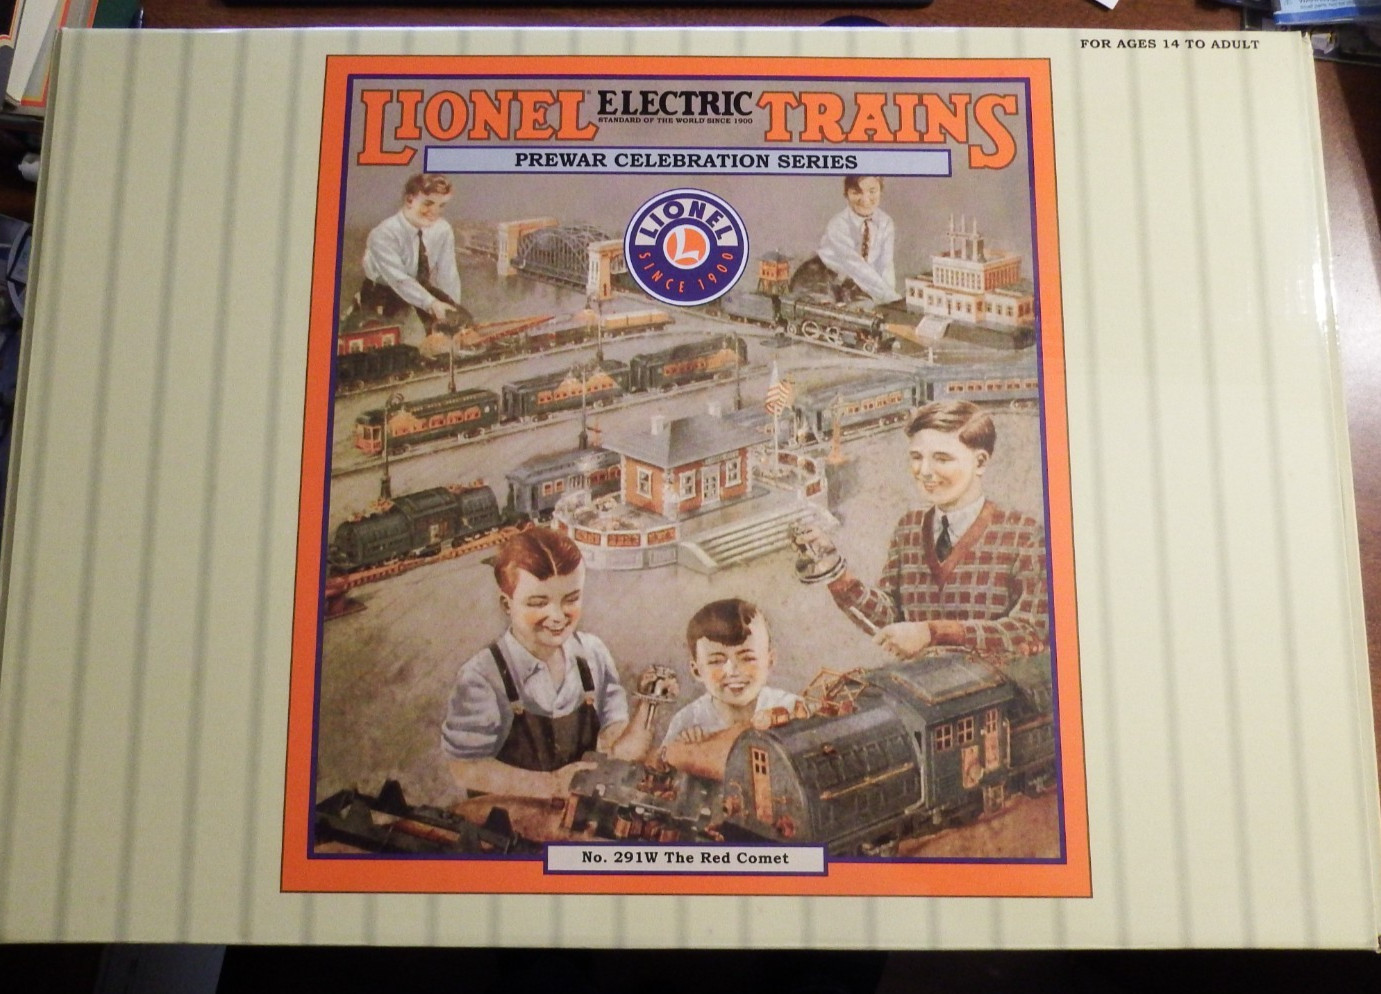 FOR AGES 14 TO ADULT
LIONEL ELECTRIC TRAINS
STANDARD OF THE WORLD SINCE 1900
PREWAR CELEBRATION SERIES
LIONEL
L
SINCE 1900
No. 291W The Red Comet